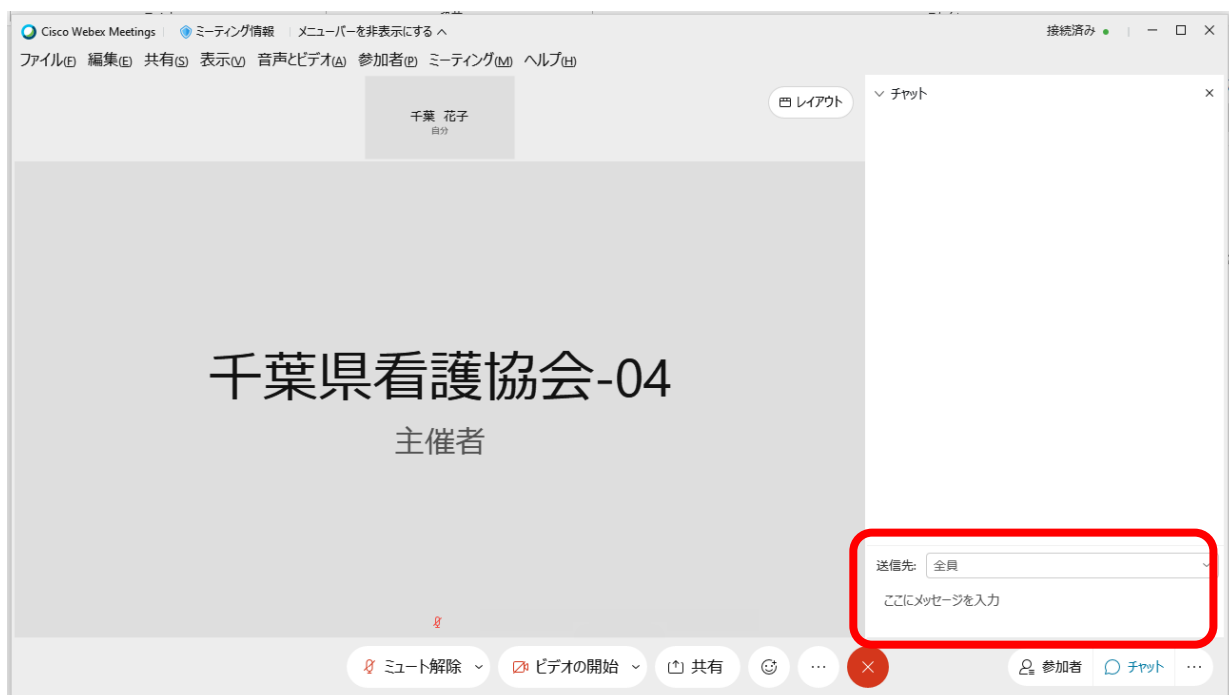 Cisco Webex Meetings
ミーティング情報
メニューバーを非表示にする
接続済み
ファイル(F) 編集(E) 共有(S) 表示(V) 音声とビデオ(A) 参加者(P) ミーティング(M) ヘルプ(H)
千葉 花子
自分
レイアウト
チャット
千葉県看護協会-04
主催者
送信先: 全員
ここにメッセージを入力
ミュート解除
ビデオの開始
共有
参加者
チャット